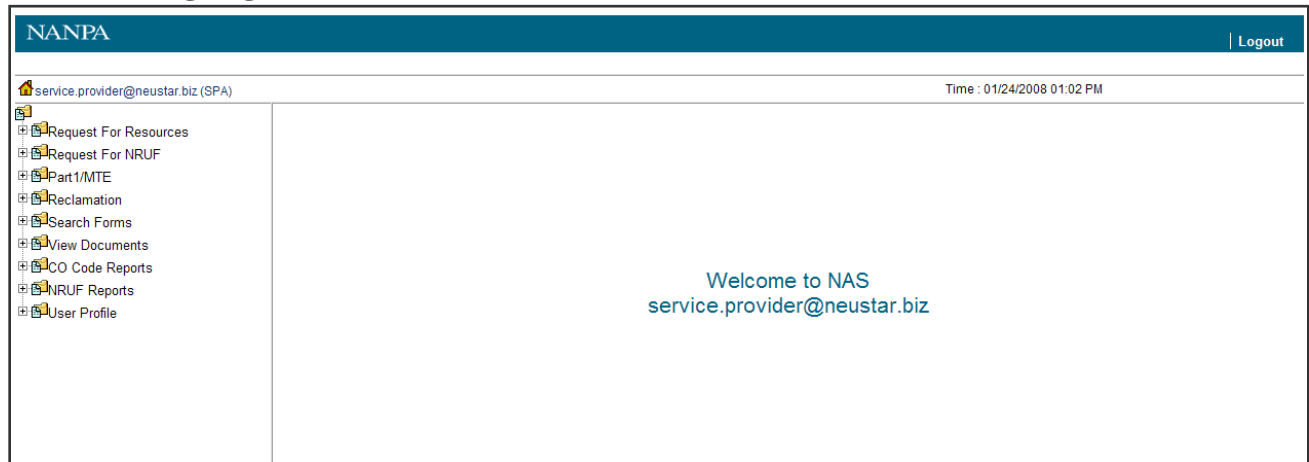 NANPA
| Logout
service.provider@neustar.biz (SPA)
Time : 01/24/2008 01:02 PM
Request For Resources
Request For NRUF
Part1/MTE
Reclamation
Search Forms
View Documents
CO Code Reports
NRUF Reports
User Profile
Welcome to NAS
service.provider@neustar.biz